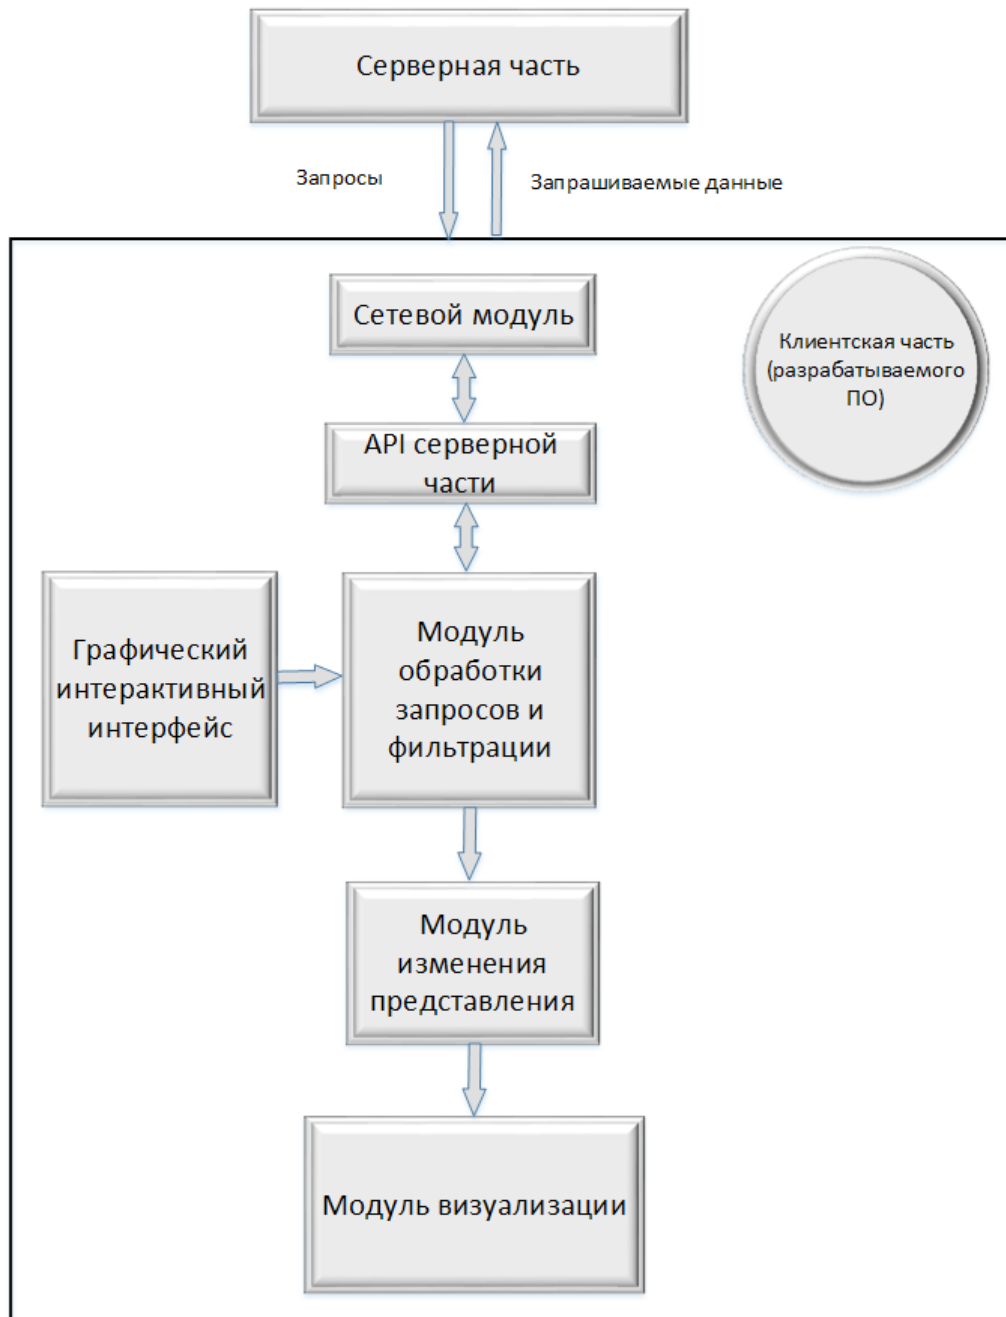 Серверная часть
Запросы
Запрашиваемые данные
Сетевой модуль
Клиентская часть
(разрабатываемого
ПО)
API серверной
части
Графический
интерактивный
интерфейс
Модуль
обработки
запросов и
фильтрации
Модуль
изменения
представления
Модуль визуализации